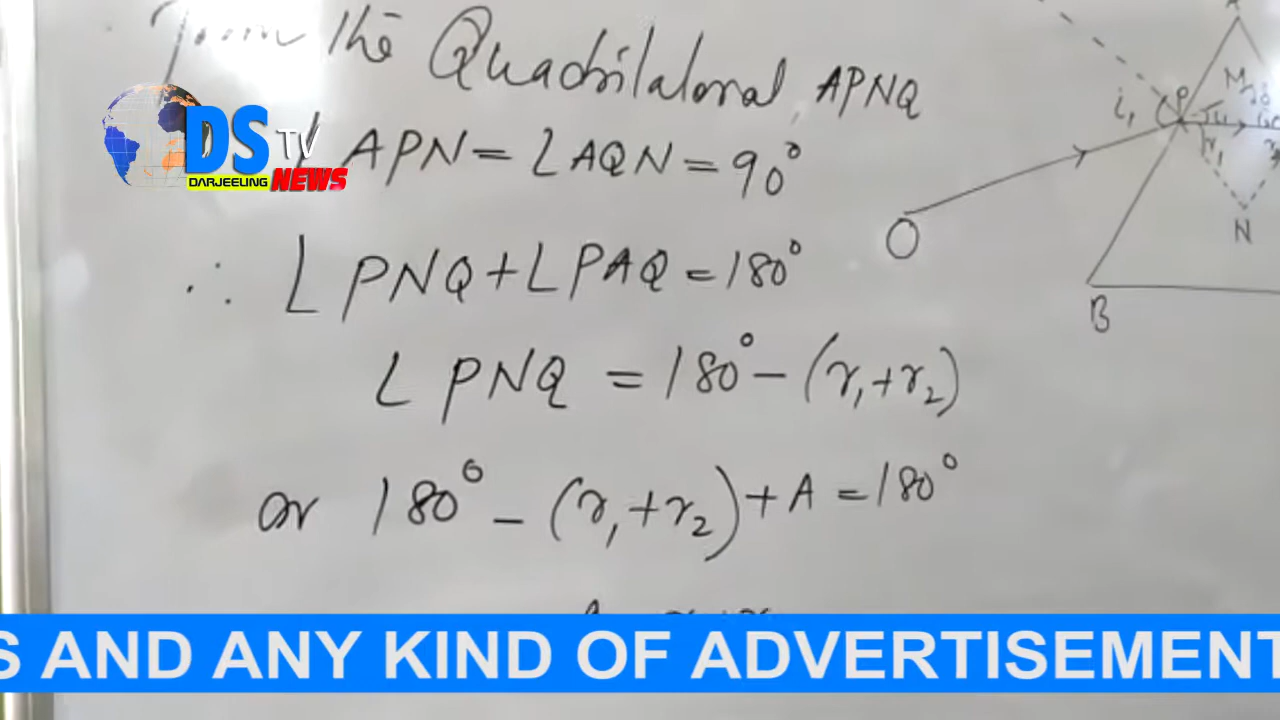 From the Quadrilateral APNQ
∠ APN = ∠ AQN = 90°
∴ ∠ PNQ + ∠ PAQ = 180°
∠ PNQ = 180° - (r₁ + r₂)
or 180° - (r₁ + r₂) + A = 180°
i₁
P
r₁
M
N
O
B
DS TV
DARJEELING NEWS
S AND ANY KIND OF ADVERTISEMENT